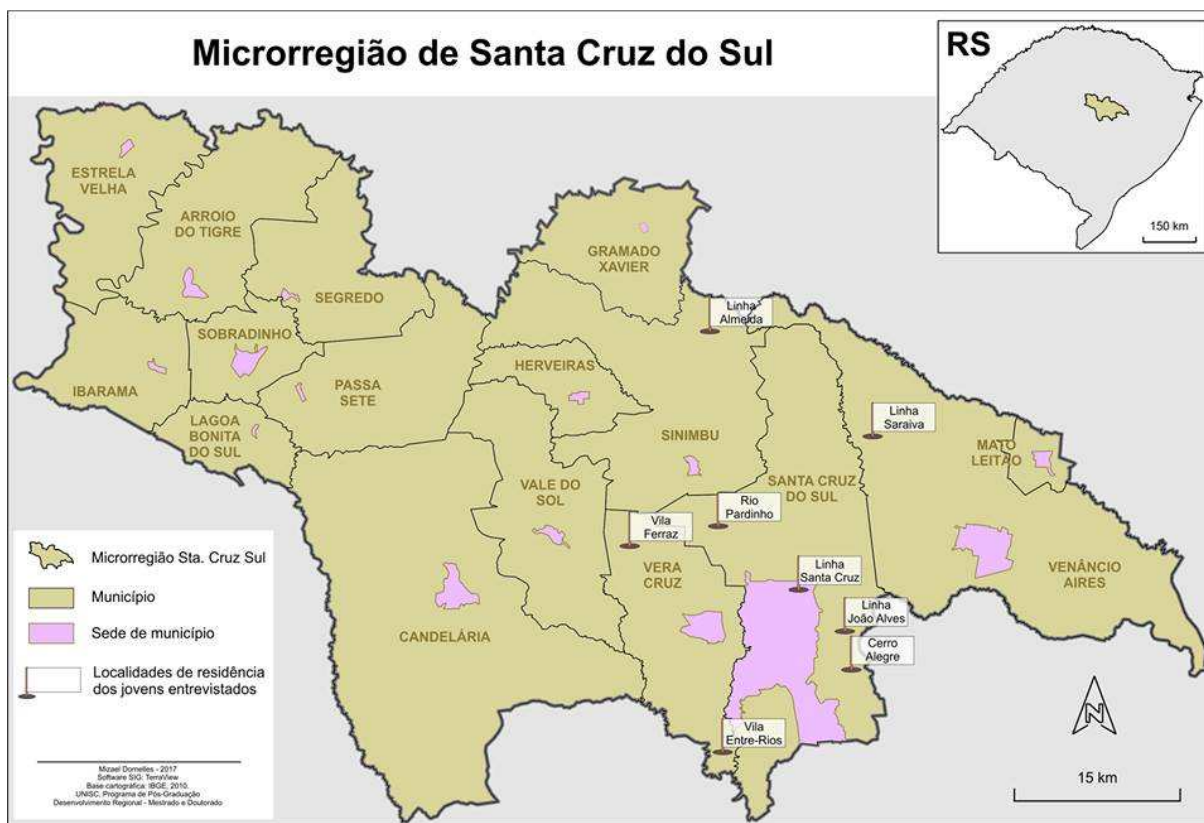 Microrregião de Santa Cruz do Sul
RS
150 km
ESTRELA
VELHA
ARROIO
DO TIGRE
SEGREDO
GRAMADO
XAVIER
Linha
Almeida
SOBRADINHO
IBARAMA
PASSA
SETE
HERVEIRAS
LAGOA
BONITA
DO SUL
SINIMBU
Linha
Saraiva
MATO
LEITÃO
SANTA CRUZ
DO SUL
VALE DO
SOL
Rio
Pardinho
Vila
Ferraz
VERA
CRUZ
Linha
Santa Cruz
VENÂNCIO
AIRES
CANDELÁRIA
Linha
João Alves
Cerro
Alegre
Vila
Entre-Rios
Microrregião Sta. Cruz Sul
Município
Sede de município
Localidades de residência
dos jovens entrevistados
Mizael Dornelles - 2017
Software SIG: TerraView
Base cartográfica: IBGE, 2010.
UNISC, Programa de Pós-Graduação
Desenvolvimento Regional - Mestrado e Doutorado
N
15 km